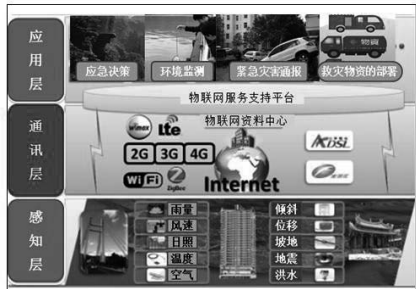 应用层
应急决策 环境监测 紧急灾害通报 救灾物资的部署
物資
物联网服务支持平台
通讯层
物联网资料中心
wimax lte
2G 3G 4G
WiFi ZigBee
Internet
ADSL
感知层
雨量 倾斜
风速 位移
日照 坡地
温度 地震
空气 洪水